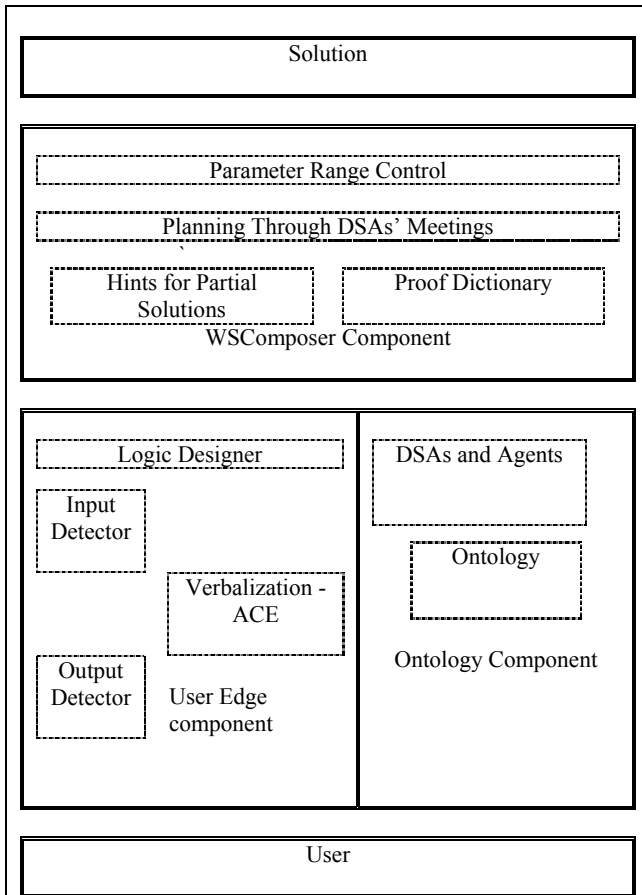 Solution
Parameter Range Control
Planning Through DSAs’ Meetings
`
Hints for Partial
Solutions
Proof Dictionary
WSComposer Component
Logic Designer
Input
Detector
Verbalization -
ACE
Output
Detector
User Edge
component
DSAs and Agents
Ontology
Ontology Component
User